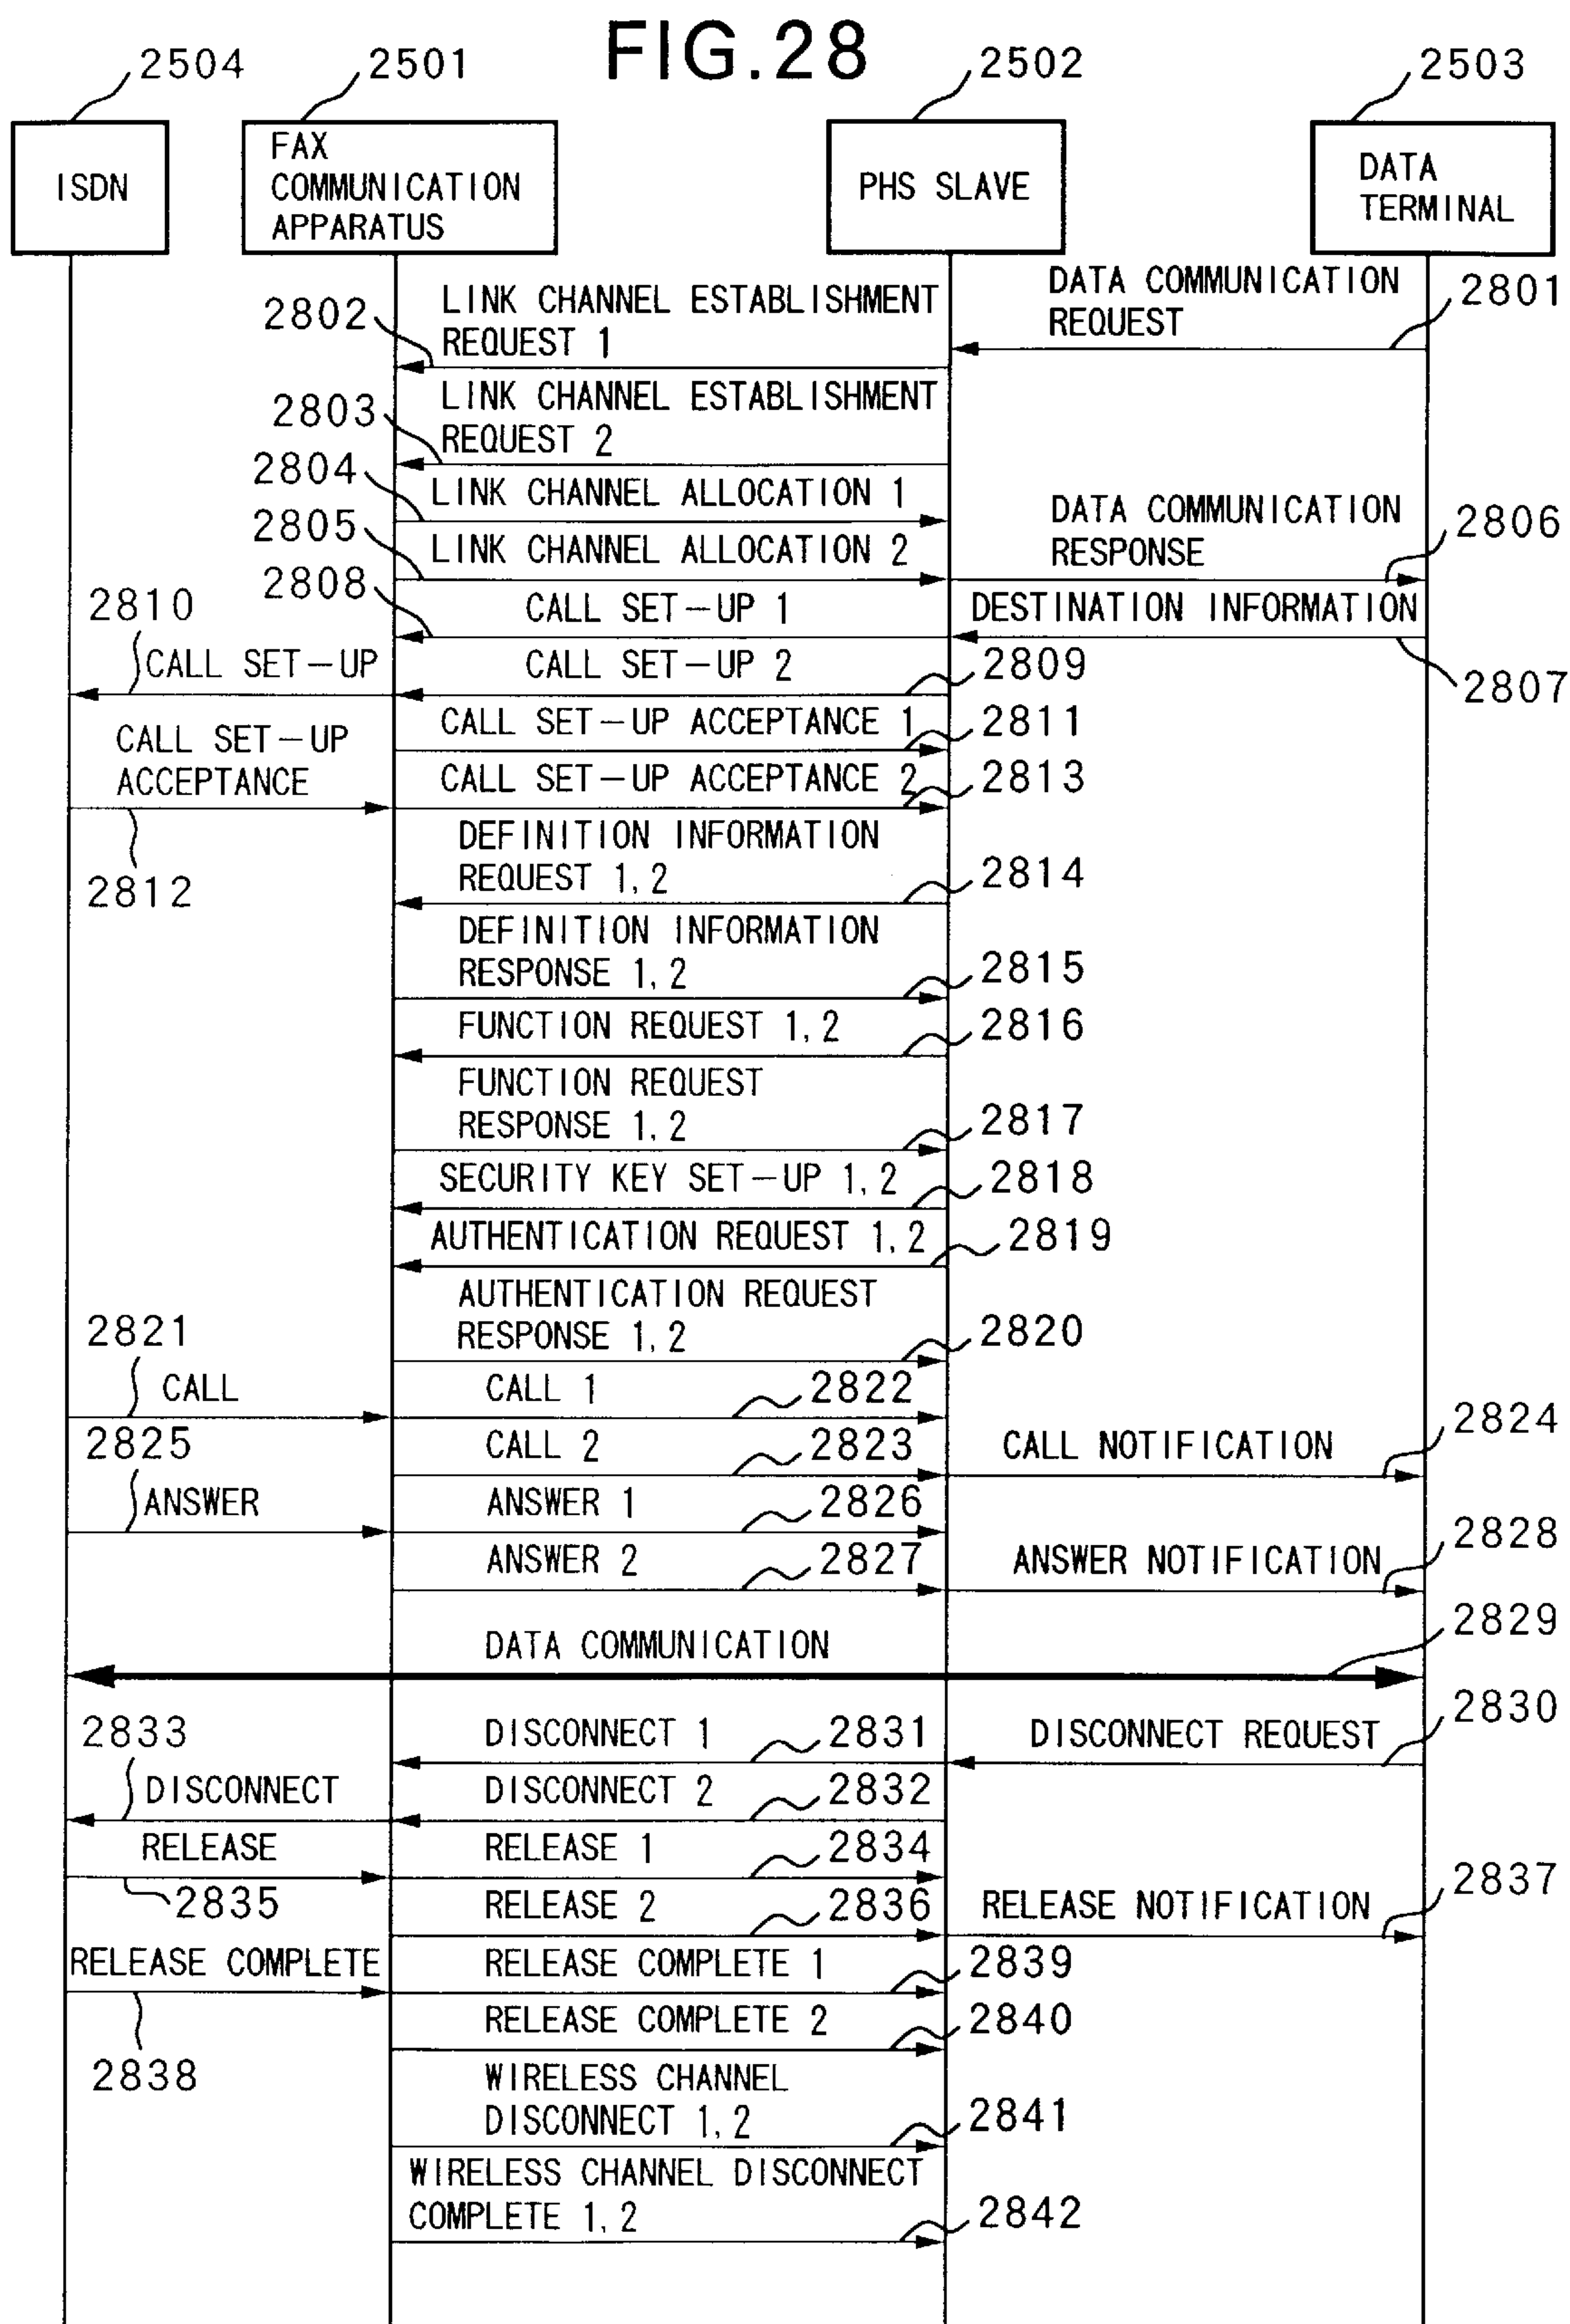 FIG.28
2504
2501
2502
2503
ISDN
FAX
COMMUNICATION
APPARATUS
PHS SLAVE
DATA
TERMINAL
DATA COMMUNICATION
REQUEST
2801
LINK CHANNEL ESTABLISHMENT
REQUEST 1
2802
LINK CHANNEL ESTABLISHMENT
REQUEST 2
2803
2804
LINK CHANNEL ALLOCATION 1
2805
LINK CHANNEL ALLOCATION 2
DATA COMMUNICATION
RESPONSE
2806
2808
CALL SET-UP 1
DESTINATION INFORMATION
2807
2810
CALL SET-UP
CALL SET-UP 2
2809
CALL SET-UP ACCEPTANCE 1
2811
CALL SET-UP
ACCEPTANCE
2812
CALL SET-UP ACCEPTANCE 2
2813
DEFINITION INFORMATION
REQUEST 1,2
2814
DEFINITION INFORMATION
RESPONSE 1,2
2815
FUNCTION REQUEST 1,2
2816
FUNCTION REQUEST
RESPONSE 1,2
2817
SECURITY KEY SET-UP 1,2
2818
AUTHENTICATION REQUEST 1,2
2819
AUTHENTICATION REQUEST
RESPONSE 1,2
2820
2821
CALL
CALL 1
2822
2825
CALL 2
2823
CALL NOTIFICATION
2824
ANSWER
ANSWER 1
2826
ANSWER 2
2827
ANSWER NOTIFICATION
2828
DATA COMMUNICATION
2829
2833
DISCONNECT 1
2831
DISCONNECT REQUEST
2830
DISCONNECT
DISCONNECT 2
2832
RELEASE
2835
RELEASE 1
2834
RELEASE 2
2836
RELEASE NOTIFICATION
2837
RELEASE COMPLETE
2838
RELEASE COMPLETE 1
2839
RELEASE COMPLETE 2
2840
WIRELESS CHANNEL
DISCONNECT 1,2
2841
WIRELESS CHANNEL DISCONNECT
COMPLETE 1,2
2842